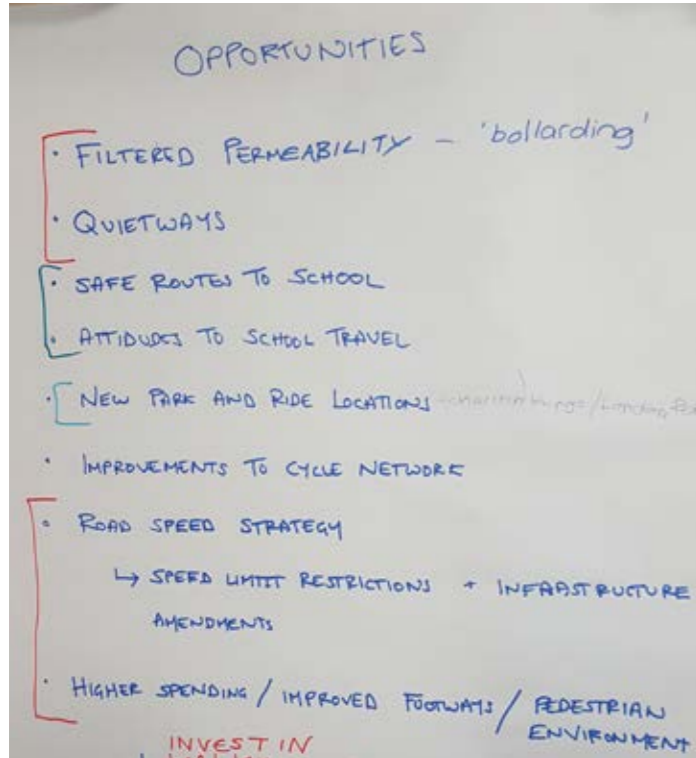 OPPORTUNITIES
· FILTERED PERMEABILITY – 'bollarding'
· QUIETWAYS
· SAFE ROUTES TO SCHOOL
· ATTIDUDES TO SCHOOL TRAVEL
· NEW PARK AND RIDE LOCATIONS
· IMPROVEMENTS TO CYCLE NETWORK
· ROAD SPEED STRATEGY
↳ SPEED LIMIT RESTRICTIONS + INFRASTRUCTURE
AMENDMENTS
· HIGHER SPENDING / IMPROVED FOOTWAYS / PEDESTRIAN
ENVIRONMENT
INVEST IN